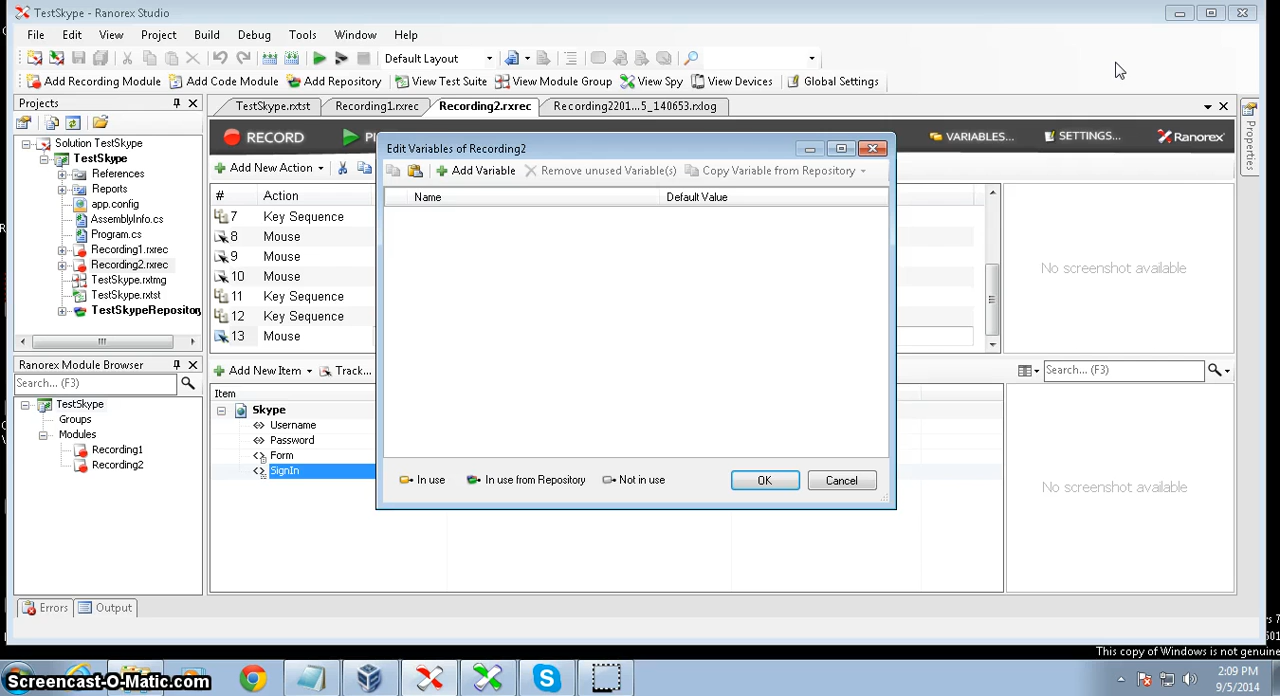 TestSkype - Ranorex Studio
File Edit View Project Build Debug Tools Window Help
Default Layout
Add Recording Module Add Code Module Add Repository View Test Suite View Module Group View Spy View Devices Global Settings
Projects
TestSkype.rxtst Recording1.rxrec Recording2.rxrec Recording2201...5_140653.rxlog
Properties
Solution TestSkype
TestSkype
References
Reports
app.config
AssemblyInfo.cs
Program.cs
Recording1.rxrec
Recording2.rxrec
TestSkype.rxtmg
TestSkype.rxtst
TestSkypeRepository
RECORD
VARIABLES... SETTINGS... Ranorex
Add New Action
# Action
7 Key Sequence
8 Mouse
9 Mouse
10 Mouse
11 Key Sequence
12 Key Sequence
13 Mouse
No screenshot available
Edit Variables of Recording2
Add Variable Remove unused Variable(s) Copy Variable from Repository
Name Default Value
In use In use from Repository Not in use
OK Cancel
Ranorex Module Browser
Search... (F3)
TestSkype
Groups
Modules
Recording1
Recording2
Add New Item Track...
Search... (F3)
Item
Skype
Username
Password
Form
SignIn
No screenshot available
Errors Output
This copy of Windows is not genuine
2:09 PM
9/5/2014
Screencast-O-Matic.com